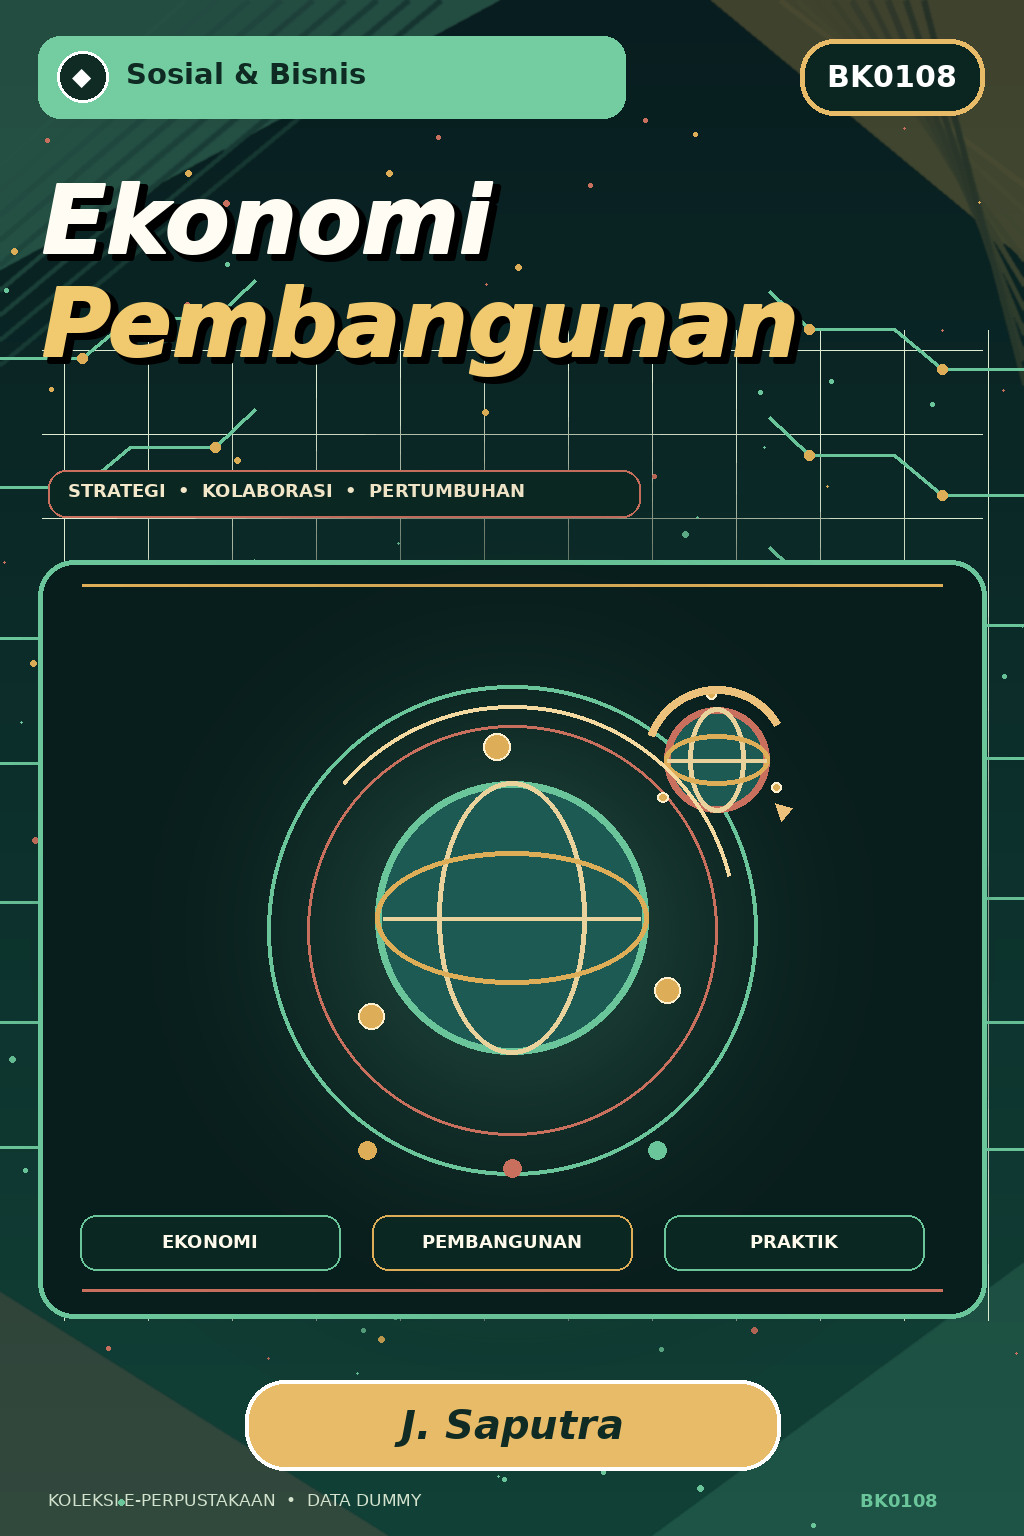 ◆ Sosial & Bisnis
BK0108
Ekonomi
Pembangunan
STRATEGI • KOLABORASI • PERTUMBUHAN
EKONOMI
PEMBANGUNAN
PRAKTIK
J. Saputra
KOLEKSI E-PERPUSTAKAAN • DATA DUMMY
BK0108